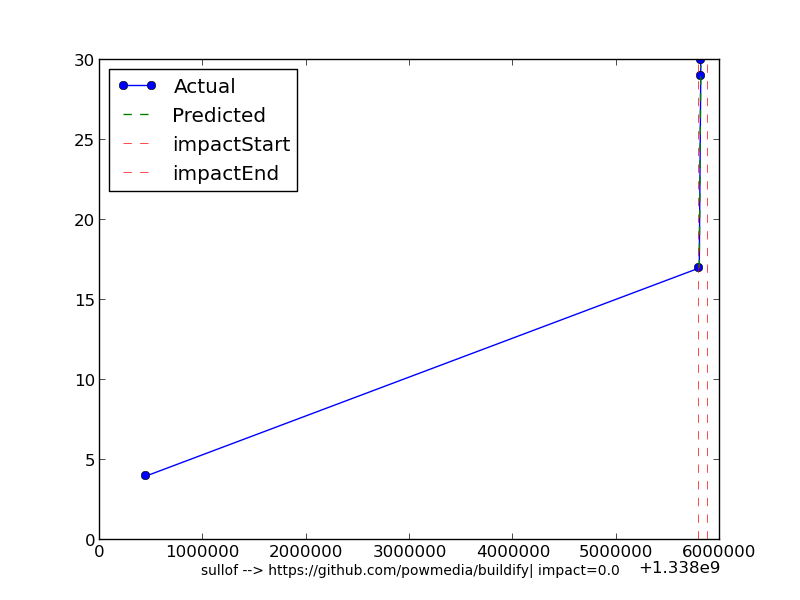 30
25
20
15
10
5
0
Actual
Predicted
impactStart
impactEnd
0 1000000 2000000 3000000 4000000 5000000 6000000
+1.338e9
sullof --> https://github.com/powmedia/buildify| impact=0.0